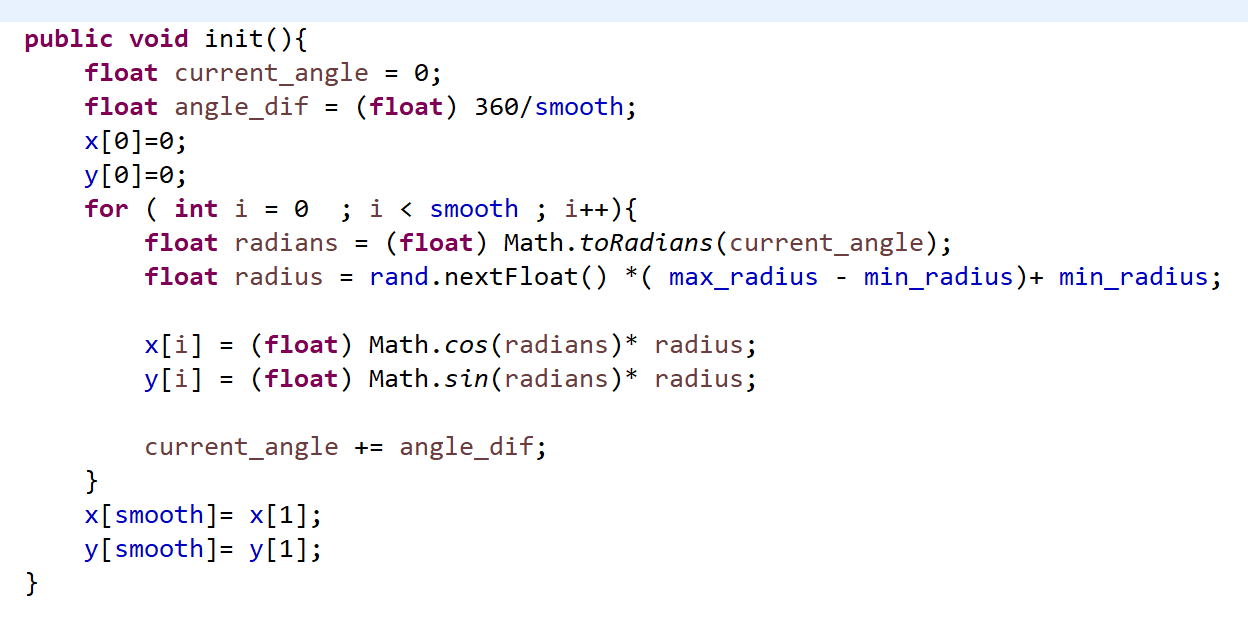 public void init(){
    float current_angle = 0;
    float angle_dif = (float) 360/smooth;
    x[0]=0;
    y[0]=0;
    for ( int i = 0  ; i < smooth ; i++){
        float radians = (float) Math.toRadians(current_angle);
        float radius = rand.nextFloat() *( max_radius - min_radius)+ min_radius;

        x[i] = (float) Math.cos(radians)* radius;
        y[i] = (float) Math.sin(radians)* radius;

        current_angle += angle_dif;
    }
    x[smooth]= x[1];
    y[smooth]= y[1];
}